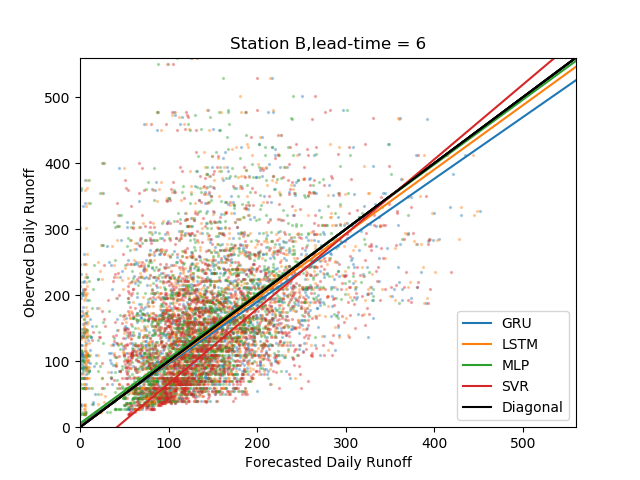 Station B,lead-time = 6
Oberved Daily Runoff
500
400
300
200
100
0
0 100 200 300 400 500
Forecasted Daily Runoff
GRU
LSTM
MLP
SVR
Diagonal